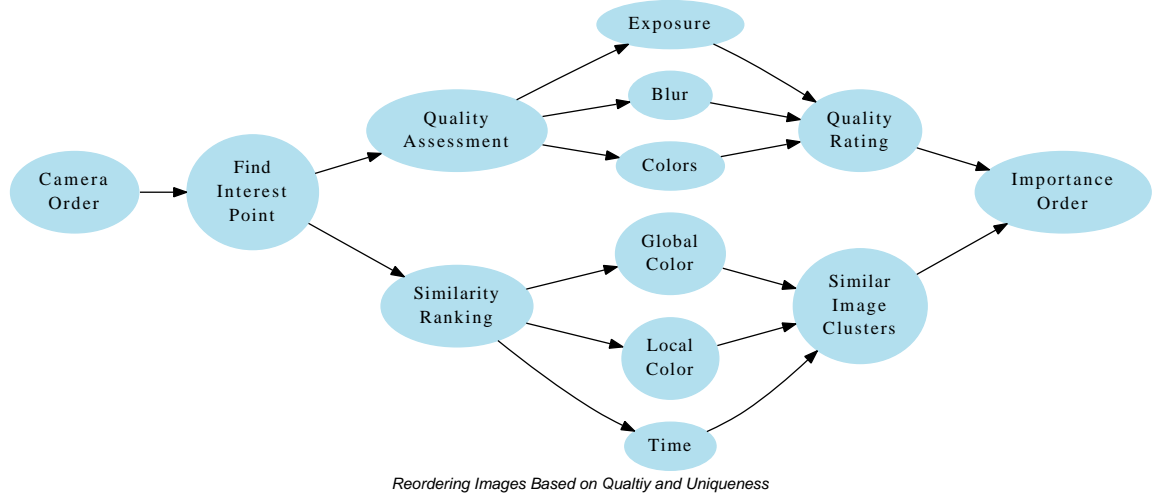 Camera
Order
Find
Interest
Point
Quality
Assessment
Exposure
Blur
Colors
Quality
Rating
Similarity
Ranking
Global
Color
Local
Color
Time
Similar
Image
Clusters
Importance
Order
Reordering Images Based on Qualtiy and Uniqueness